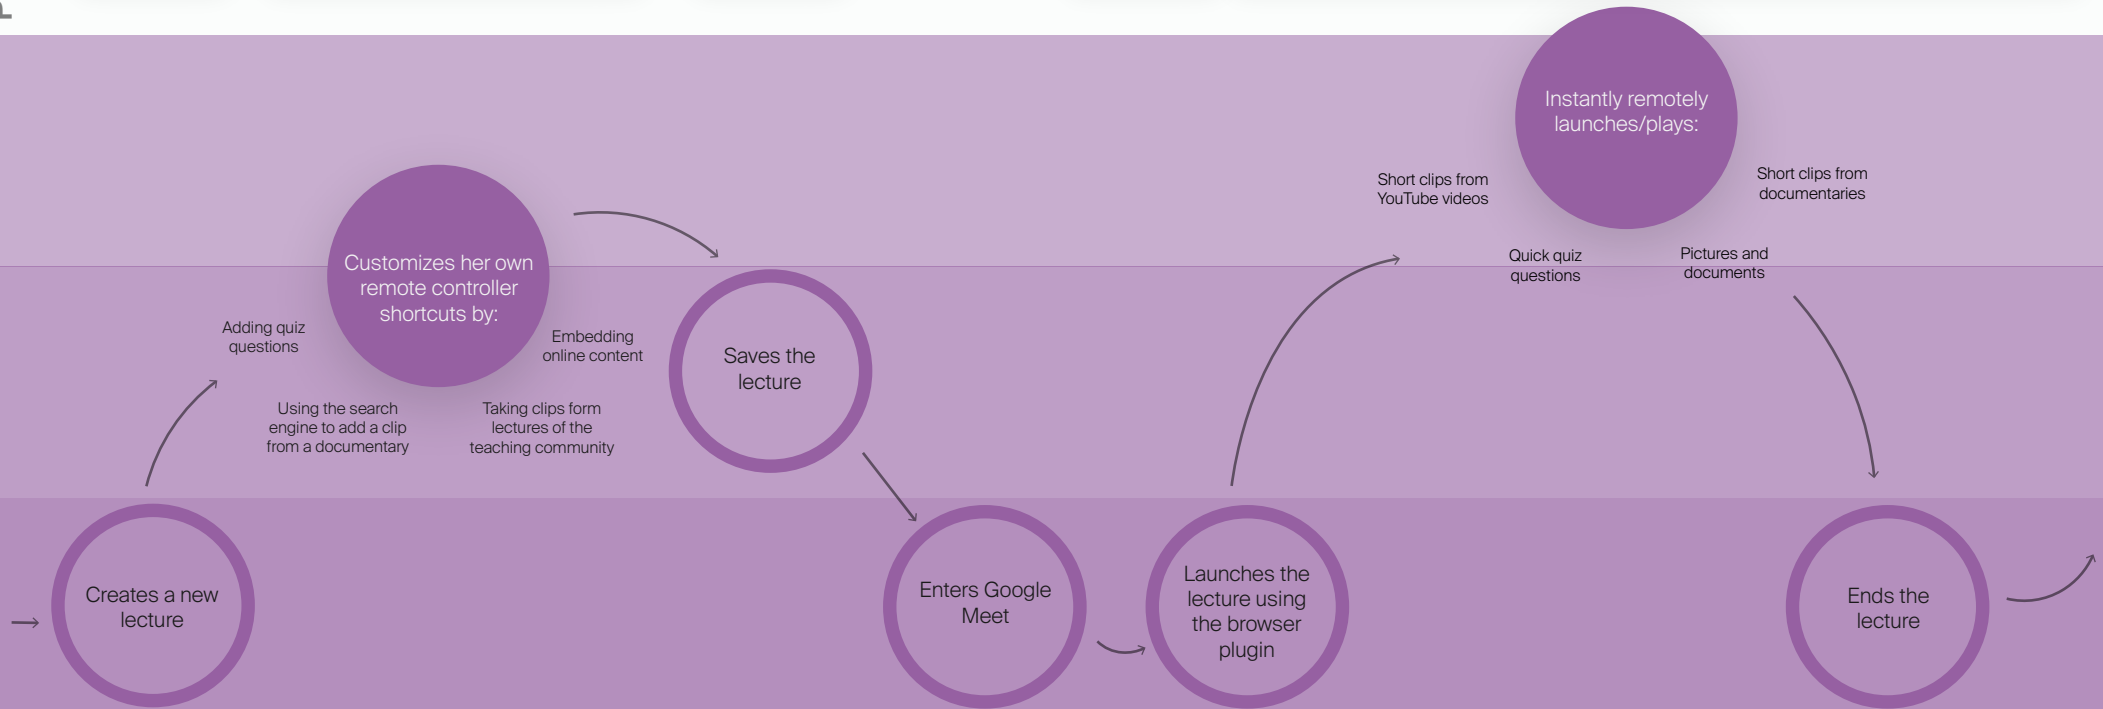 Creates a new
lecture
Customizes her own
remote controller
shortcuts by:
Adding quiz
questions
Using the search
engine to add a clip
from a documentary
Taking clips form
lectures of the
teaching community
Embedding
online content
Saves the
lecture
Enters Google
Meet
Launches the
lecture using
the browser
plugin
Instantly remotely
launches/plays:
Short clips from
YouTube videos
Quick quiz
questions
Pictures and
documents
Short clips from
documentaries
Ends the
lecture